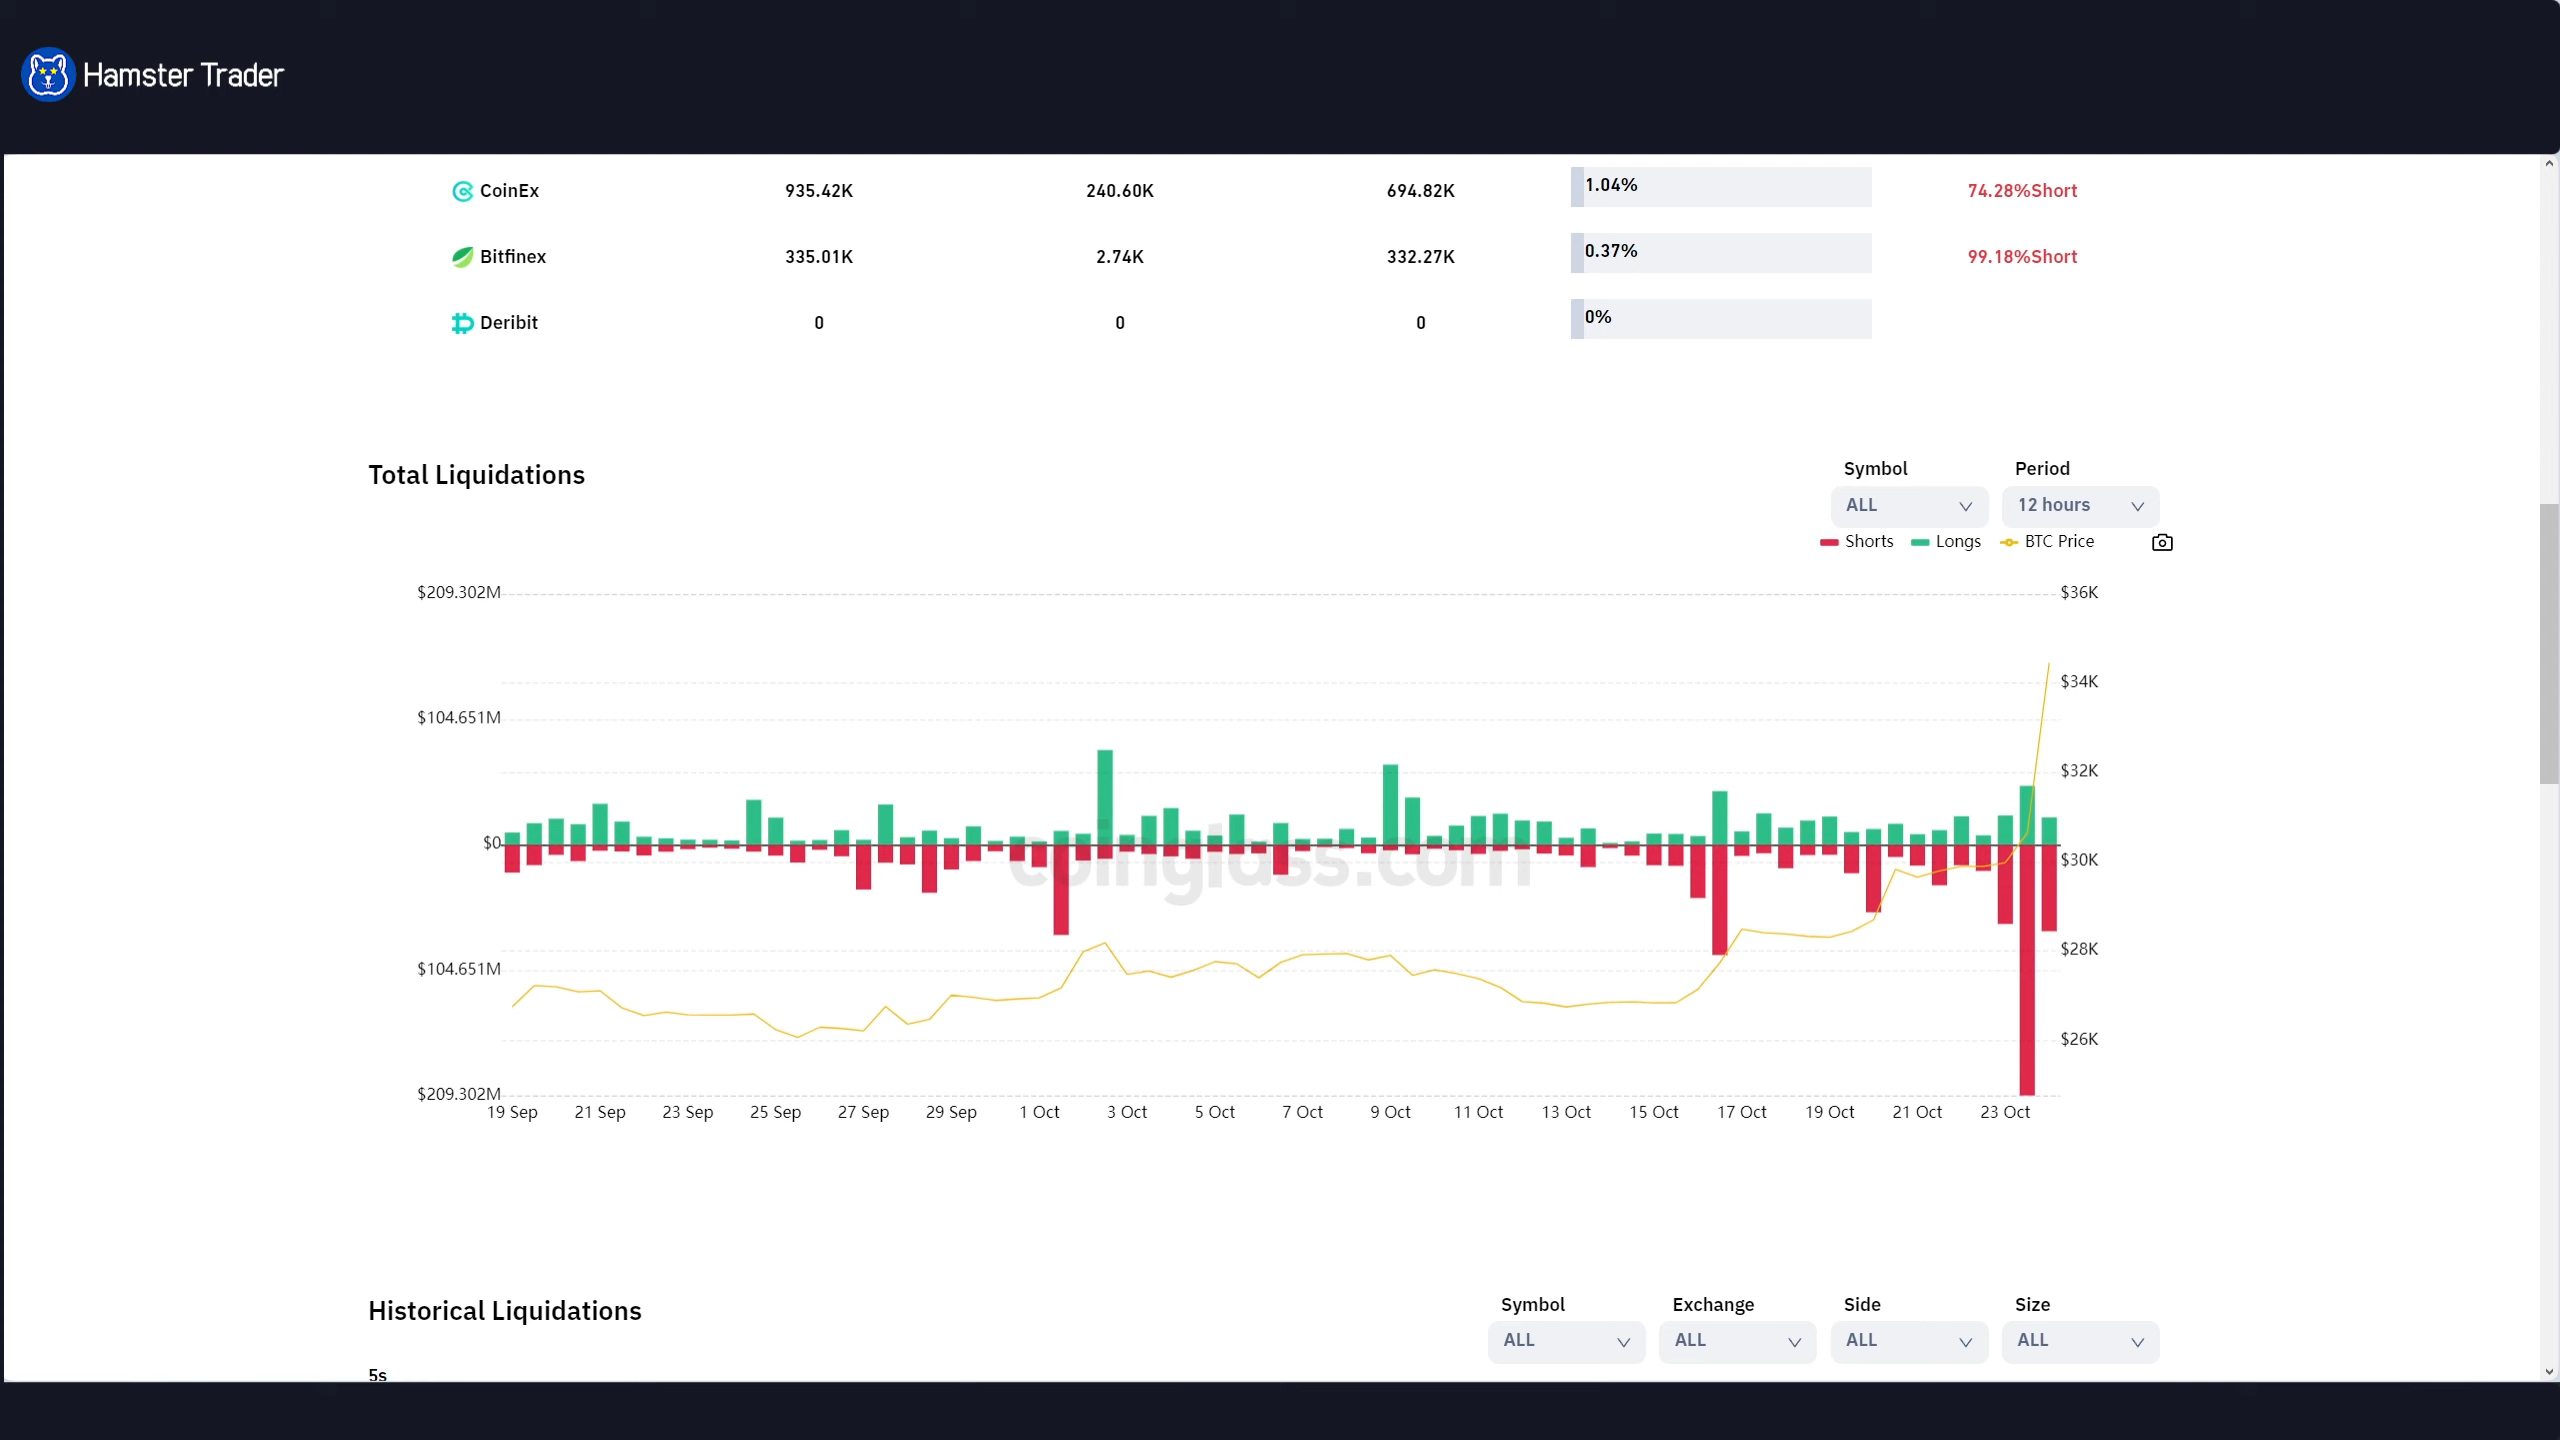 Hamster Trader
CoinEx 935.42K 240.60K 694.82K 1.04% 74.28%Short
Bitfinex 335.01K 2.74K 332.27K 0.37% 99.18%Short
Deribit 0 0 0 0%
Total Liquidations
Symbol Period
ALL 12 hours
Shorts Longs BTC Price
$209.302M $36K
$34K
$104.651M
$32K
$0
$30K
coinglass.com
$28K
$104.651M
$26K
$209.302M
19 Sep 21 Sep 23 Sep 25 Sep 27 Sep 29 Sep 1 Oct 3 Oct 5 Oct 7 Oct 9 Oct 11 Oct 13 Oct 15 Oct 17 Oct 19 Oct 21 Oct 23 Oct
Historical Liquidations
Symbol Exchange Side Size
ALL ALL ALL ALL
5s